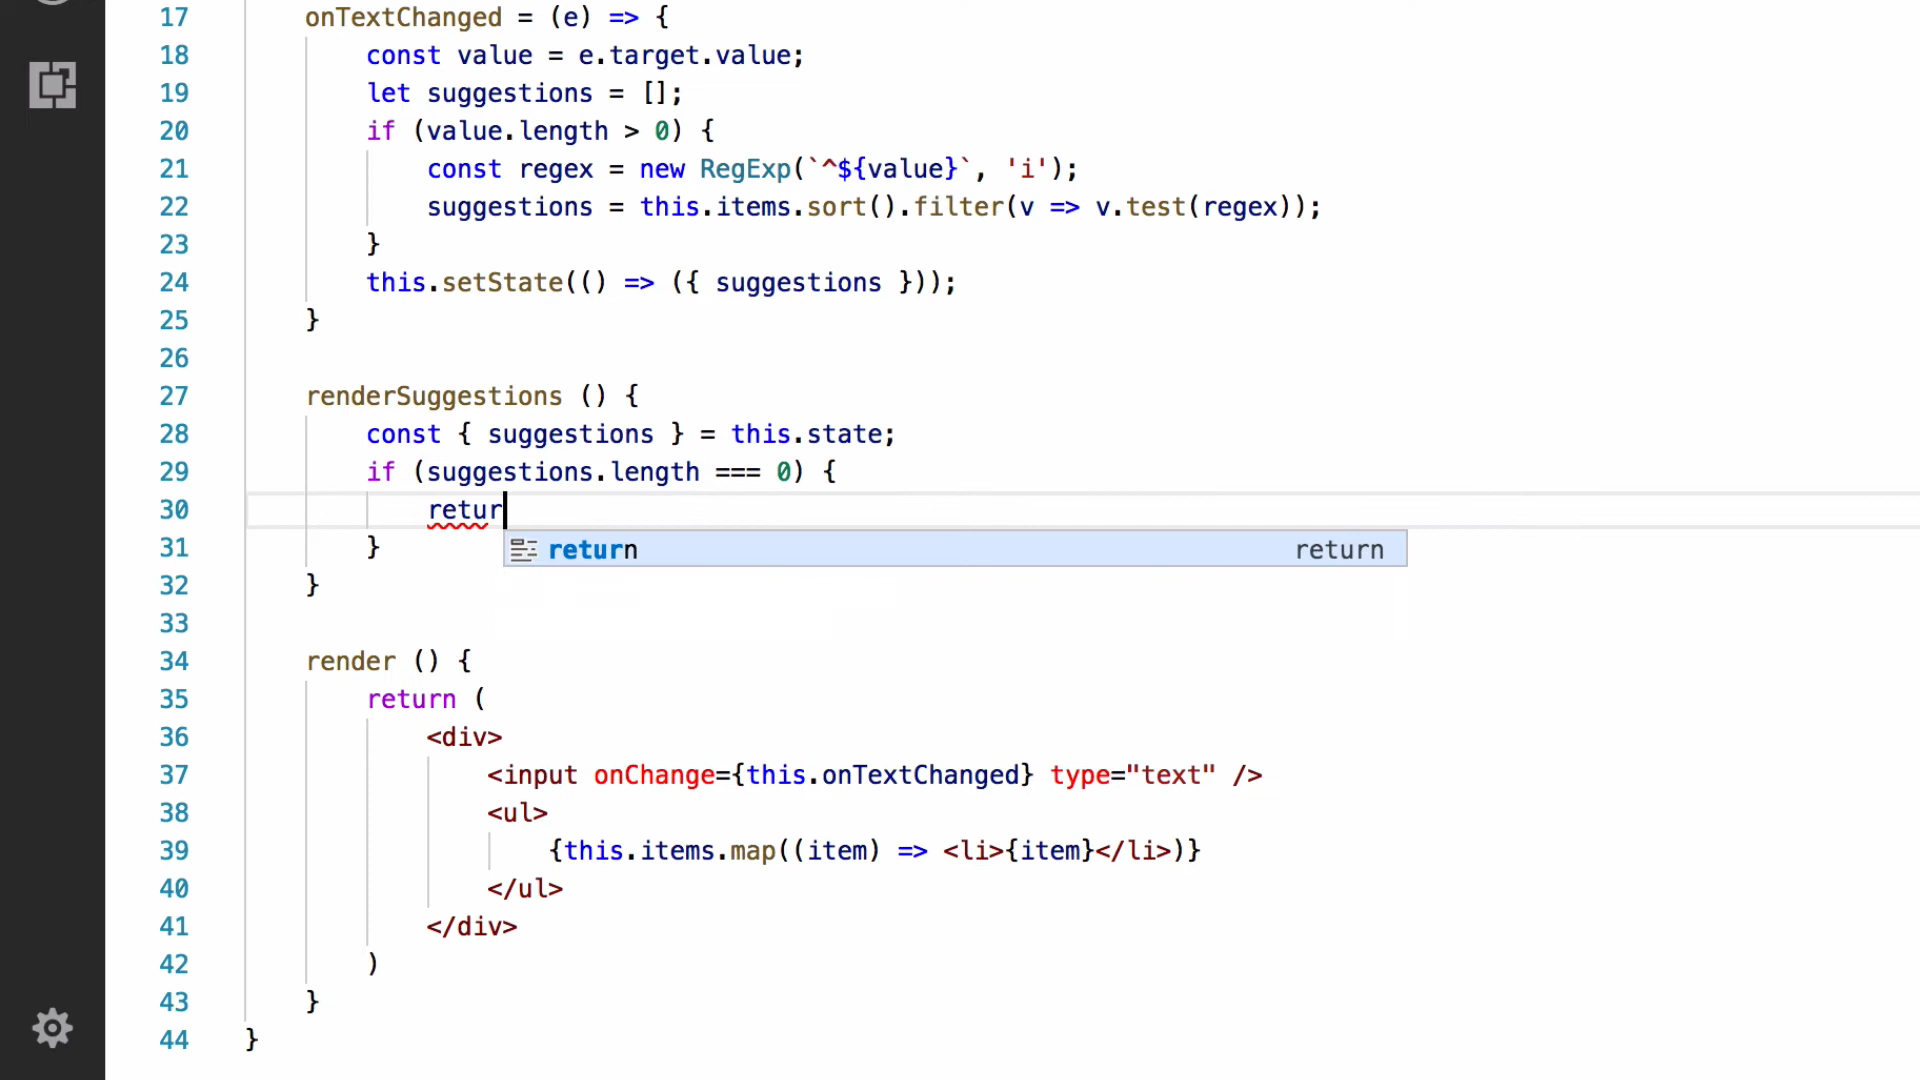 17 onTextChanged = (e) => {
18 const value = e.target.value;
19 let suggestions = [];
20 if (value.length > 0) {
21 const regex = new RegExp(`^${value}`, 'i');
22 suggestions = this.items.sort().filter(v => v.test(regex));
23 }
24 this.setState(() => ({ suggestions }));
25 }
26
27 renderSuggestions () {
28 const { suggestions } = this.state;
29 if (suggestions.length === 0) {
30 retur
return return
31 }
32 }
33
34 render () {
35 return (
36 <div>
37 <input onChange={this.onTextChanged} type="text" />
38 <ul>
39 {this.items.map((item) => <li>{item}</li>)}
40 </ul>
41 </div>
42 )
43 }
44 }